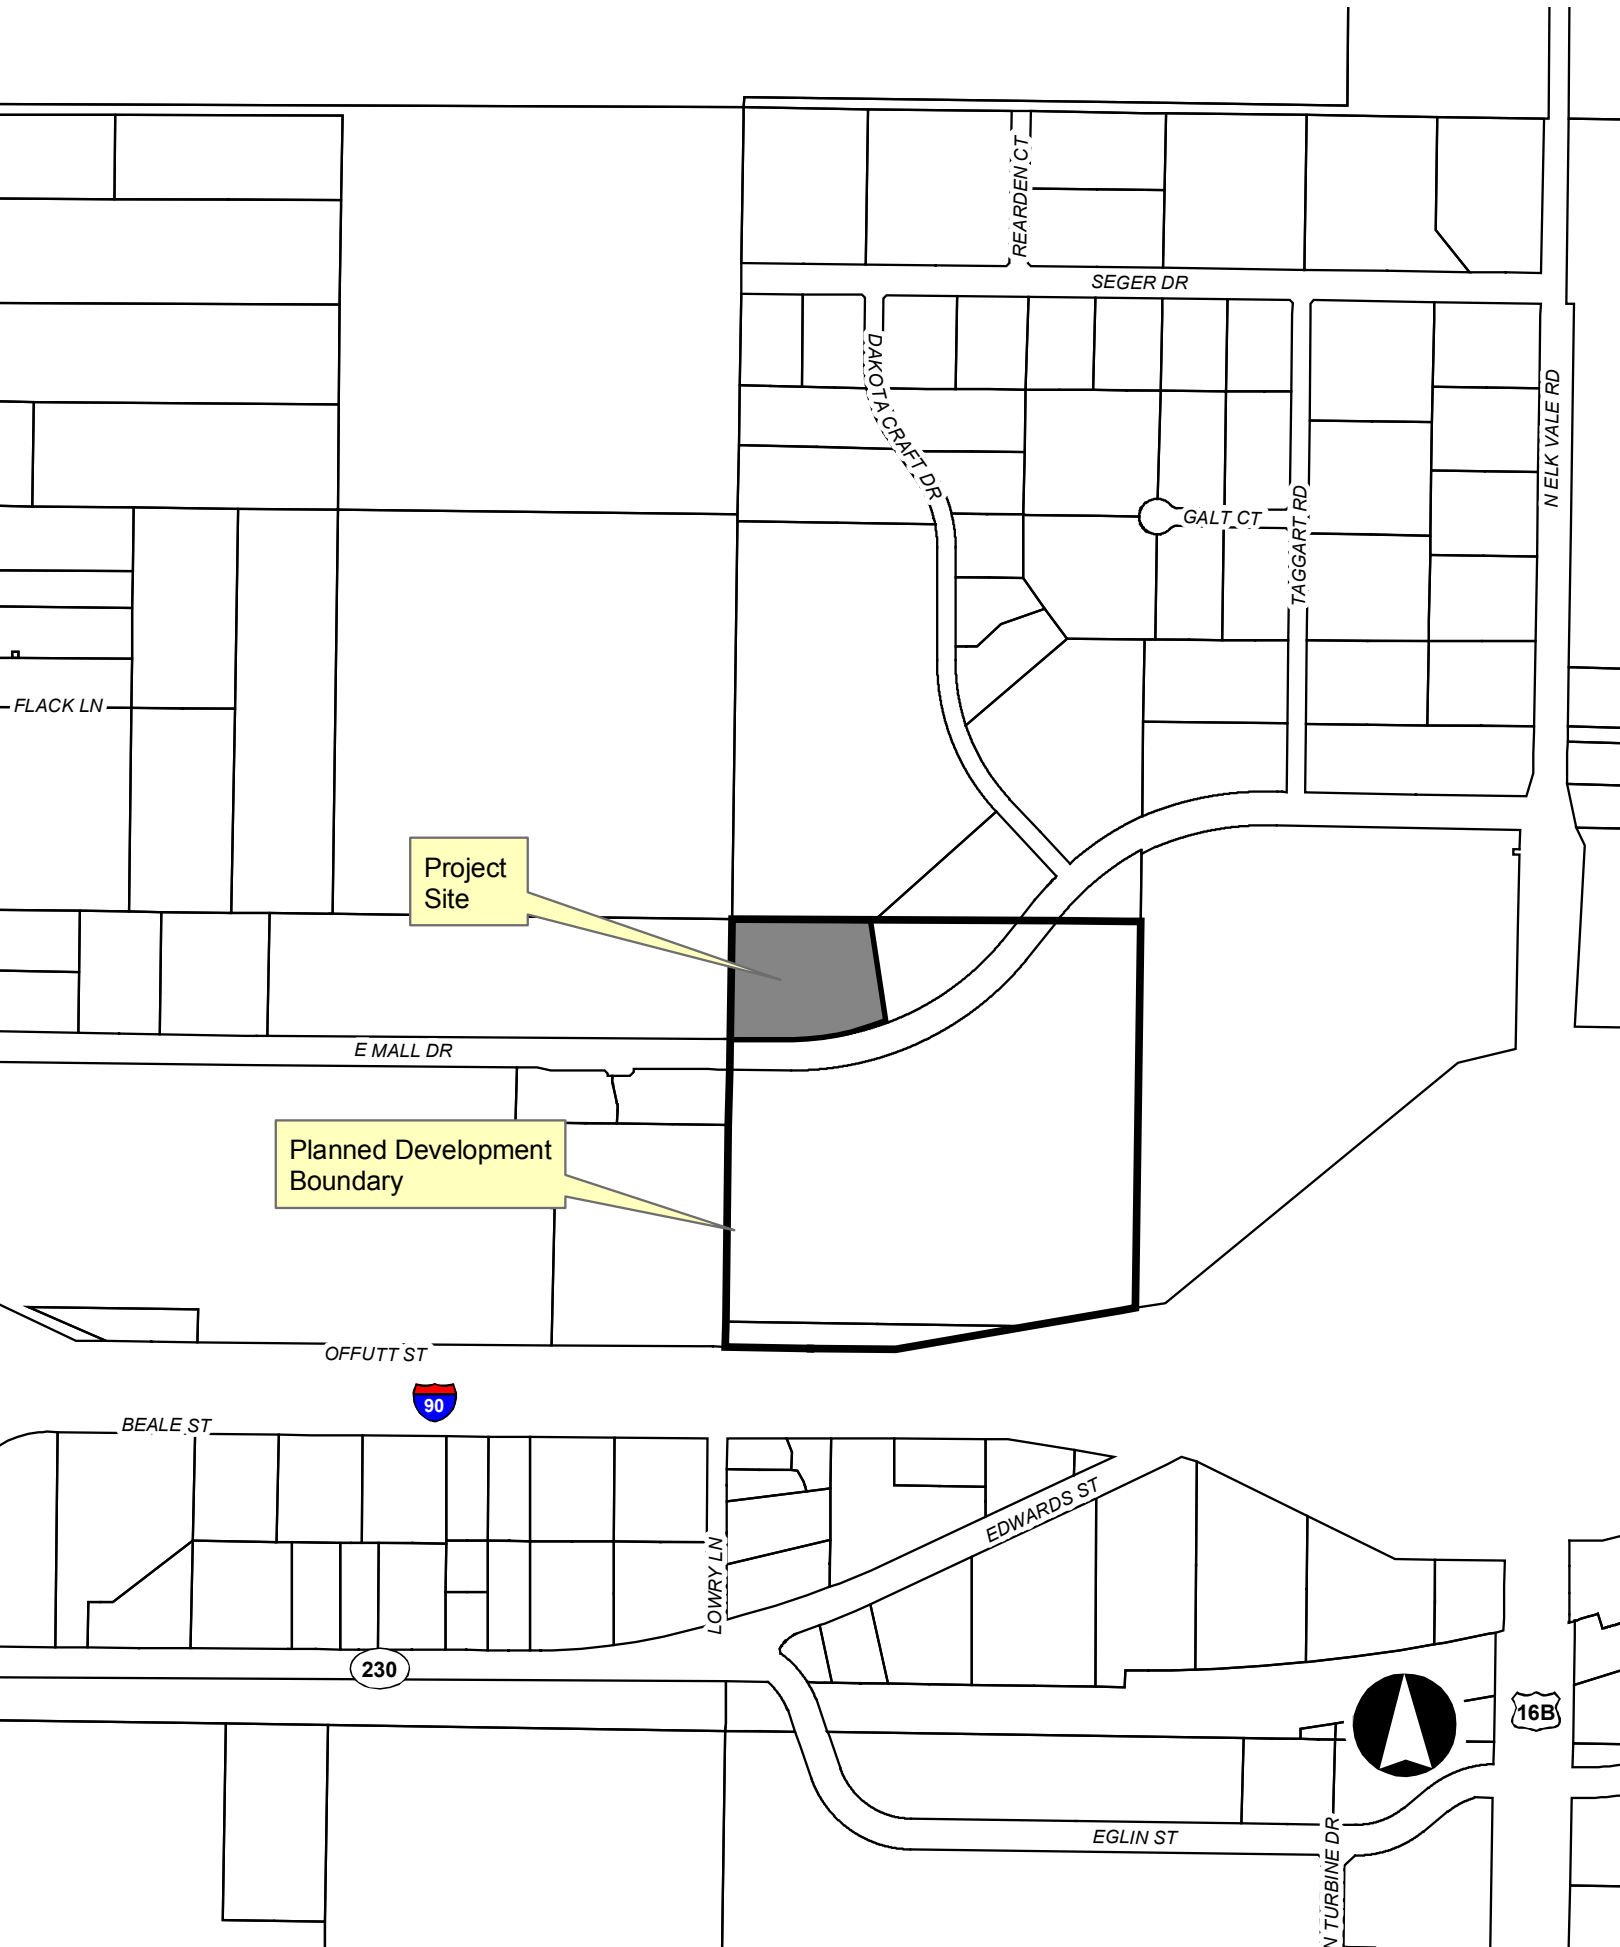 REARDEN CT
SEGER DR
DAKOTA CRAFT DR
N ELK VALE RD
GALT CT
TAGGART RD
FLACK LN
Project
Site
E MALL DR
Planned Development
Boundary
OFFUTT ST
90
BEALE ST
EDWARDS ST
LOWRY LN
230
16B
EGLIN ST
N TURBINE DR